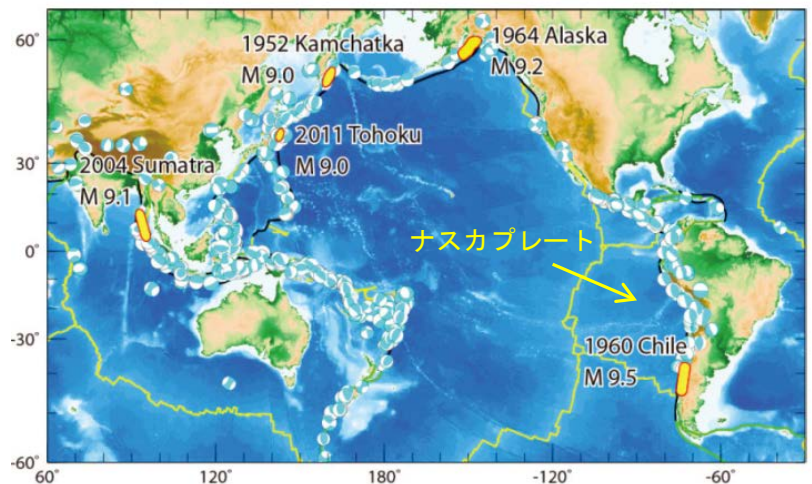 60°
1952 Kamchatka
M 9.0
1964 Alaska
M 9.2
2011 Tohoku
M 9.0
30°
2004 Sumatra
M 9.1
ナスカプレート
0°
-30°
1960 Chile
M 9.5
-60°
60°
120°
180°
-120°
-60°